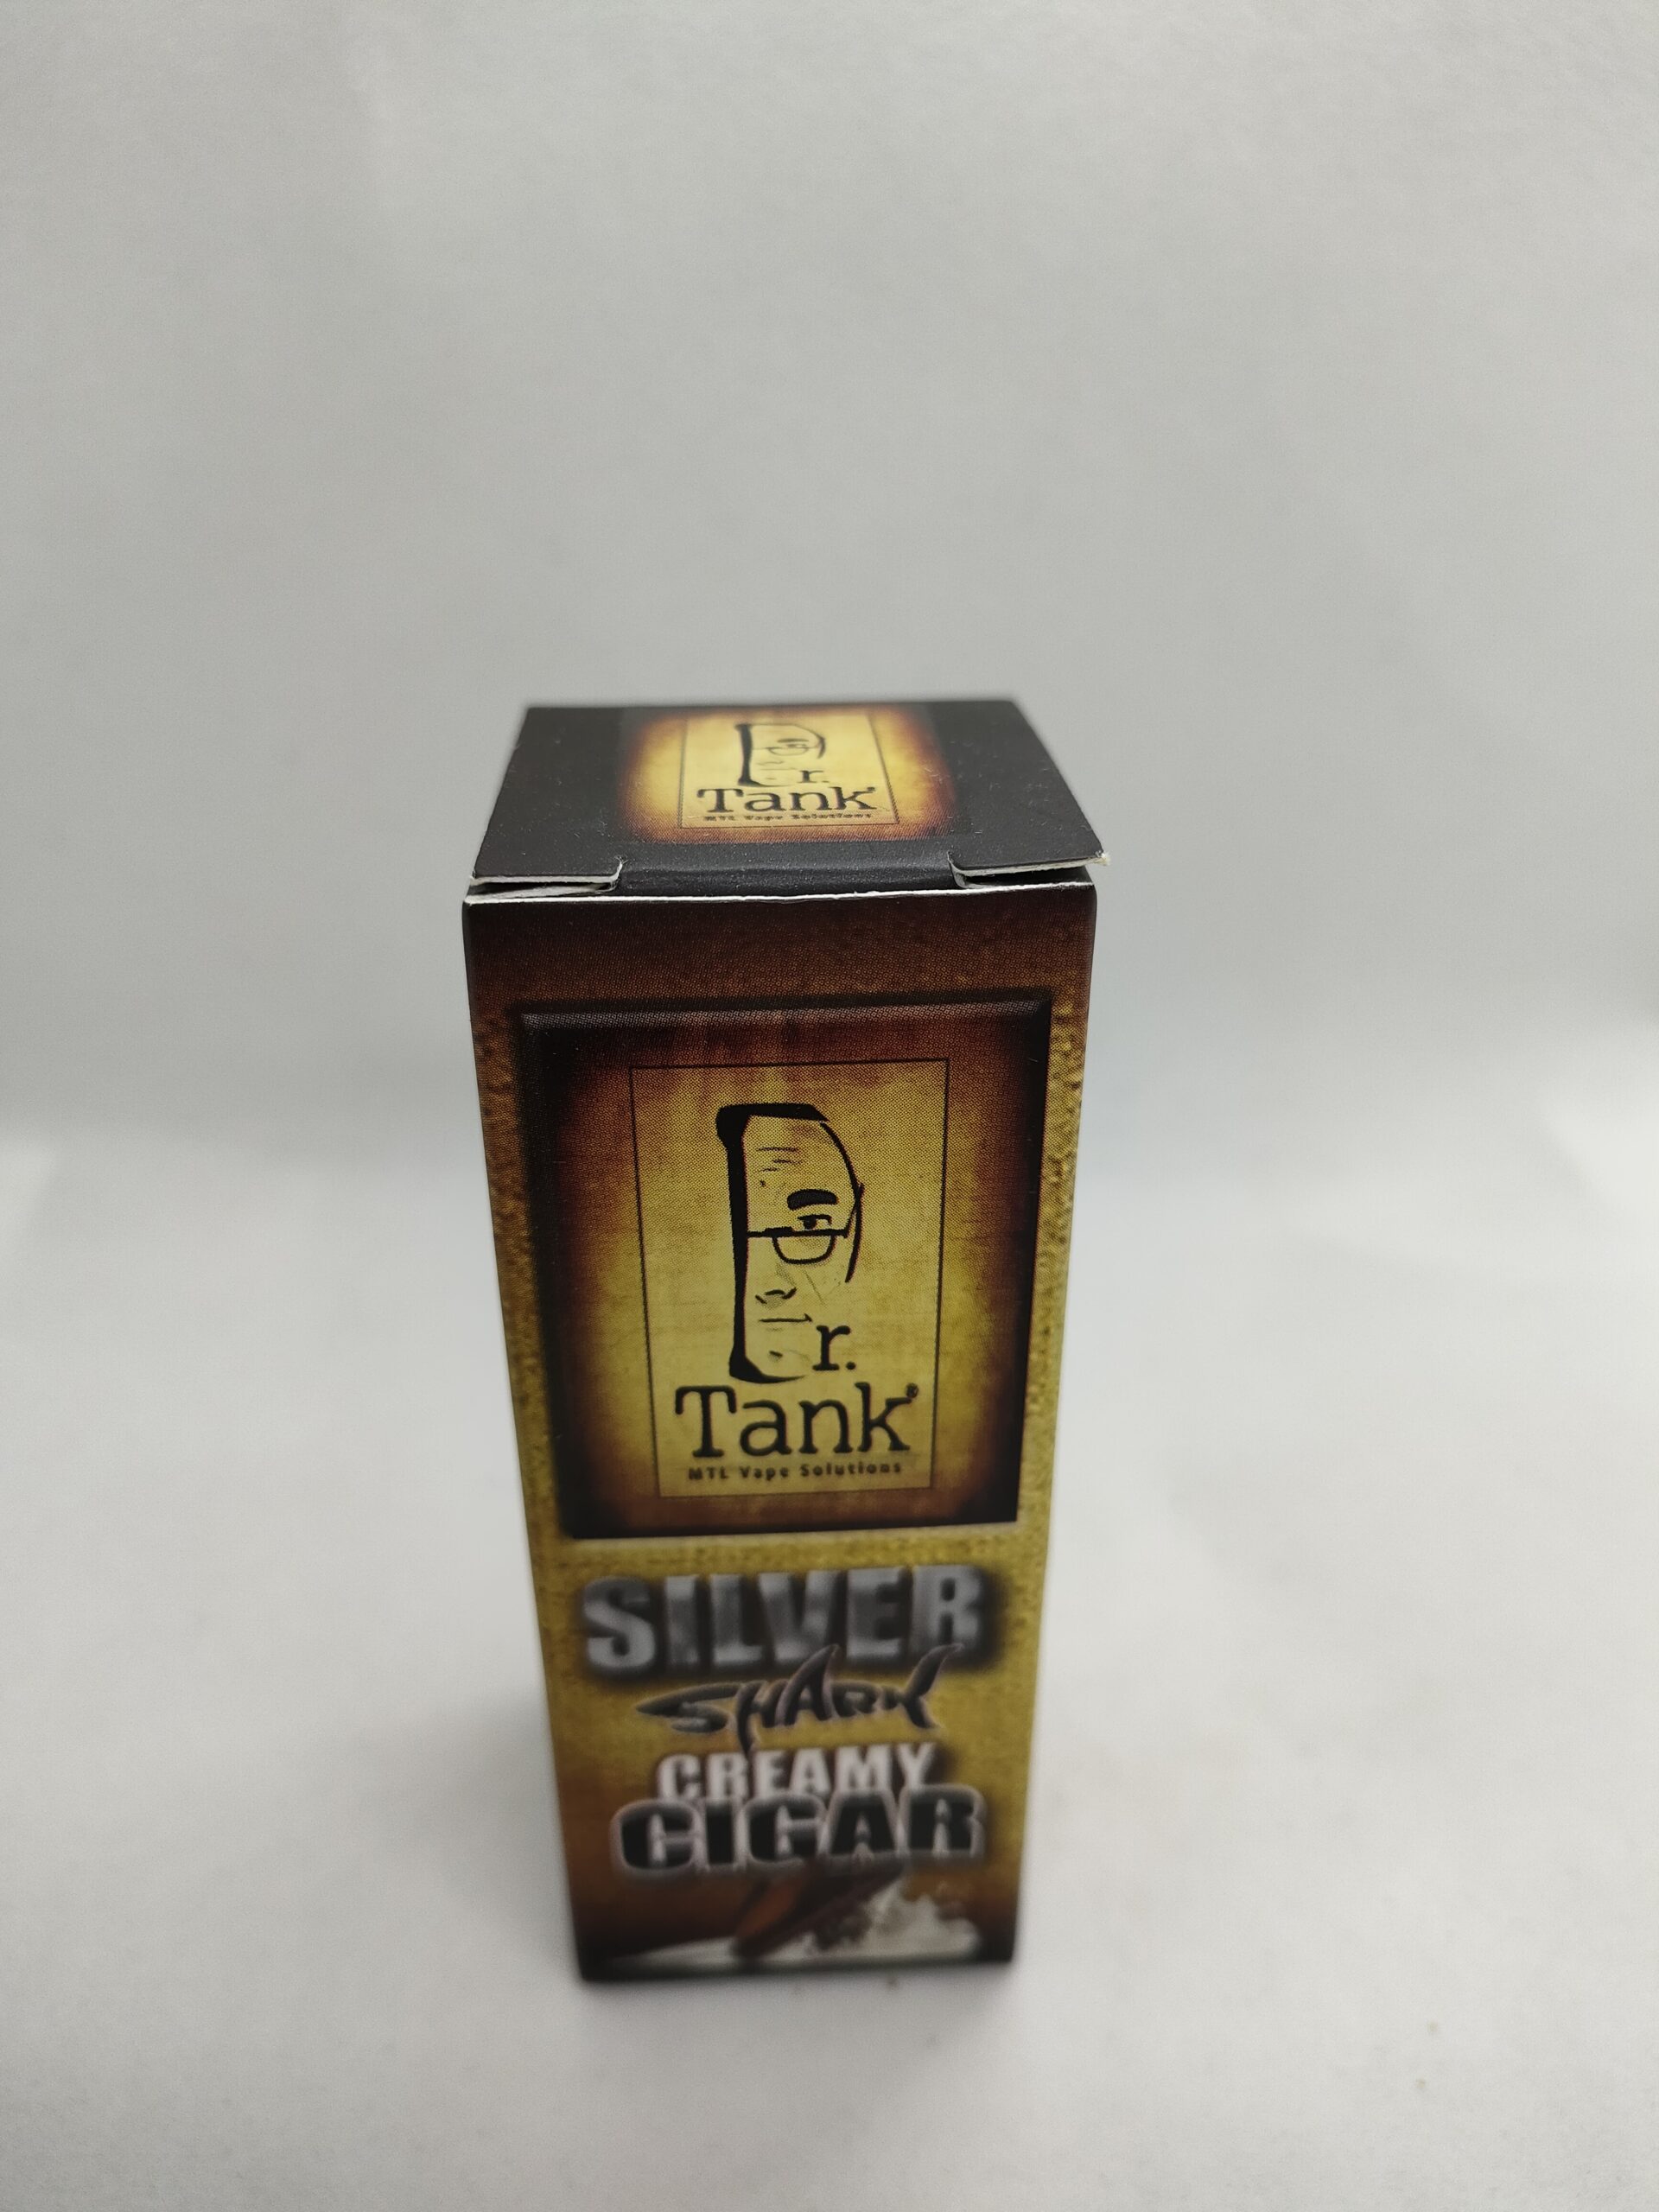 Dr.
Tank®
MTL Vape Solutions
Dr.
Tank®
MTL Vape Solutions
SILVER
SHARK
CREAMY
CIGAR